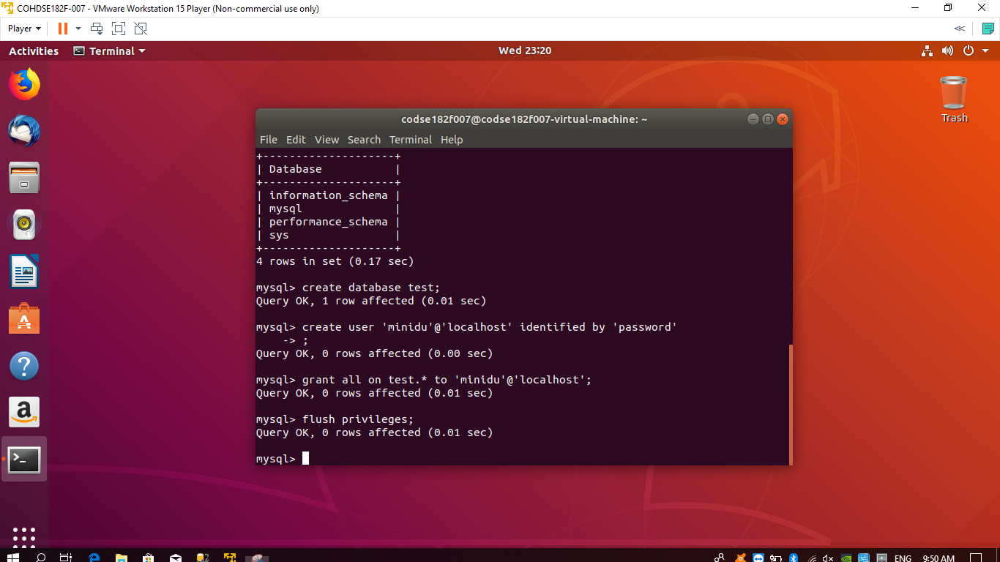 COHDSE182F-007 - VMware Workstation 15 Player (Non-commercial use only)
Player
Activities
Terminal
Wed 23:20
Trash
codse182f007@codse182f007-virtual-machine: ~
File Edit View Search Terminal Help
+--------------------+
| Database           |
+--------------------+
| information_schema |
| mysql              |
| performance_schema |
| sys                |
+--------------------+
4 rows in set (0.17 sec)
mysql> create database test;
Query OK, 1 row affected (0.01 sec)
mysql> create user 'minidu'@'localhost' identified by 'password'
    -> ;
Query OK, 0 rows affected (0.00 sec)
mysql> grant all on test.* to 'minidu'@'localhost';
Query OK, 0 rows affected (0.01 sec)
mysql> flush privileges;
Query OK, 0 rows affected (0.01 sec)
mysql>
ENG
9:50 AM